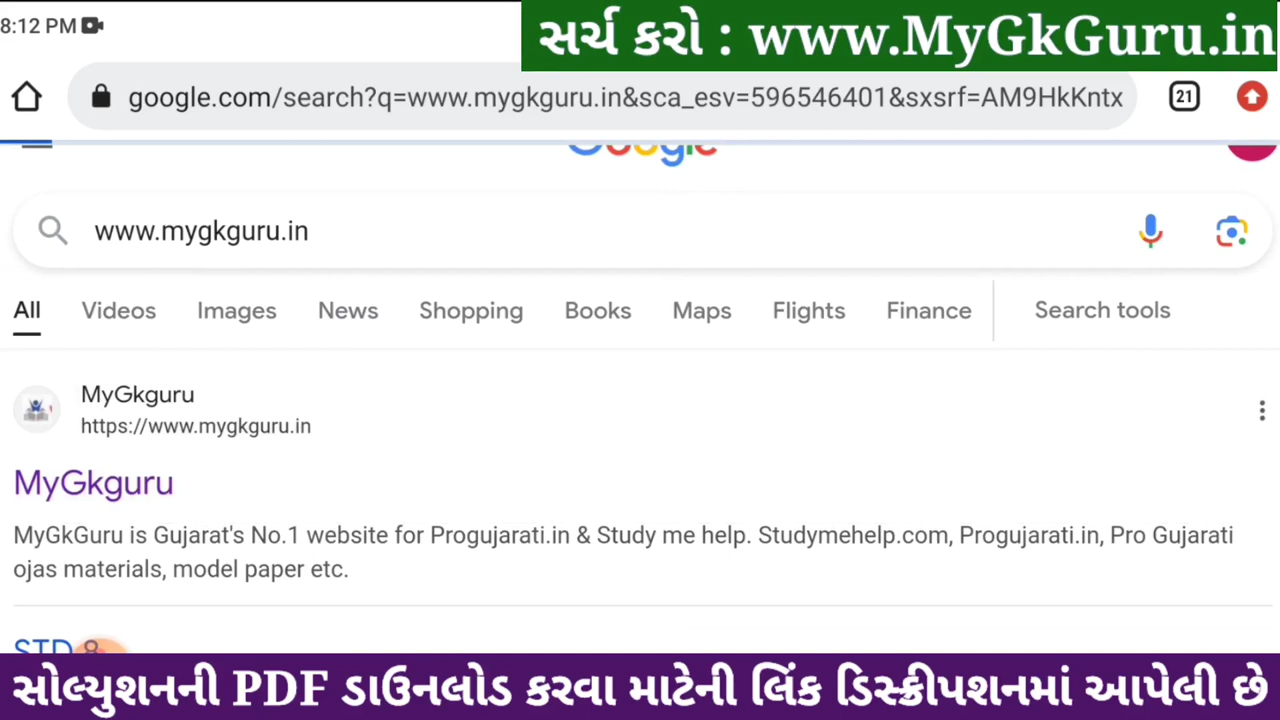 8:12 PM
સર્ચ કરો : www.MyGkGuru.in
google.com/search?q=www.mygkguru.in&sca_esv=596546401&sxsrf=AM9HkKntx
21
Google
www.mygkguru.in
All Videos Images News Shopping Books Maps Flights Finance Search tools
MyGkguru
https://www.mygkguru.in
MyGkguru
MyGkGuru is Gujarat's No.1 website for Progujarati.in & Study me help. Studymehelp.com, Progujarati.in, Pro Gujarati
ojas materials, model paper etc.
STD 8
સોલ્યુશનની PDF ડાઉનલોડ કરવા માટેની લિંક ડિસ્ક્રીપશનમાં આપેલી છે